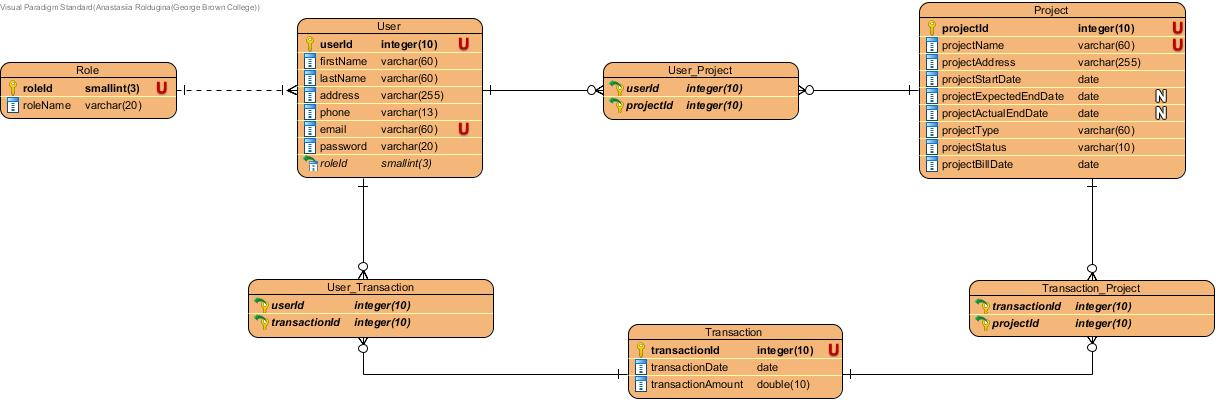 Visual Paradigm Standard(Anastasiia Roldugina(George Brown College))
Role
roleId smallint(3) U
roleName varchar(20)
User
userId integer(10) U
firstName varchar(60)
lastName varchar(60)
address varchar(255)
phone varchar(13)
email varchar(60) U
password varchar(20)
roleId smallint(3)
User_Project
userId integer(10)
projectId integer(10)
Project
projectId integer(10) U
projectName varchar(60) U
projectAddress varchar(255)
projectStartDate date
projectExpectedEndDate date N
projectActualEndDate date N
projectType varchar(60)
projectStatus varchar(10)
projectBillDate date
User_Transaction
userId integer(10)
transactionId integer(10)
Transaction
transactionId integer(10) U
transactionDate date
transactionAmount double(10)
Transaction_Project
transactionId integer(10)
projectId integer(10)